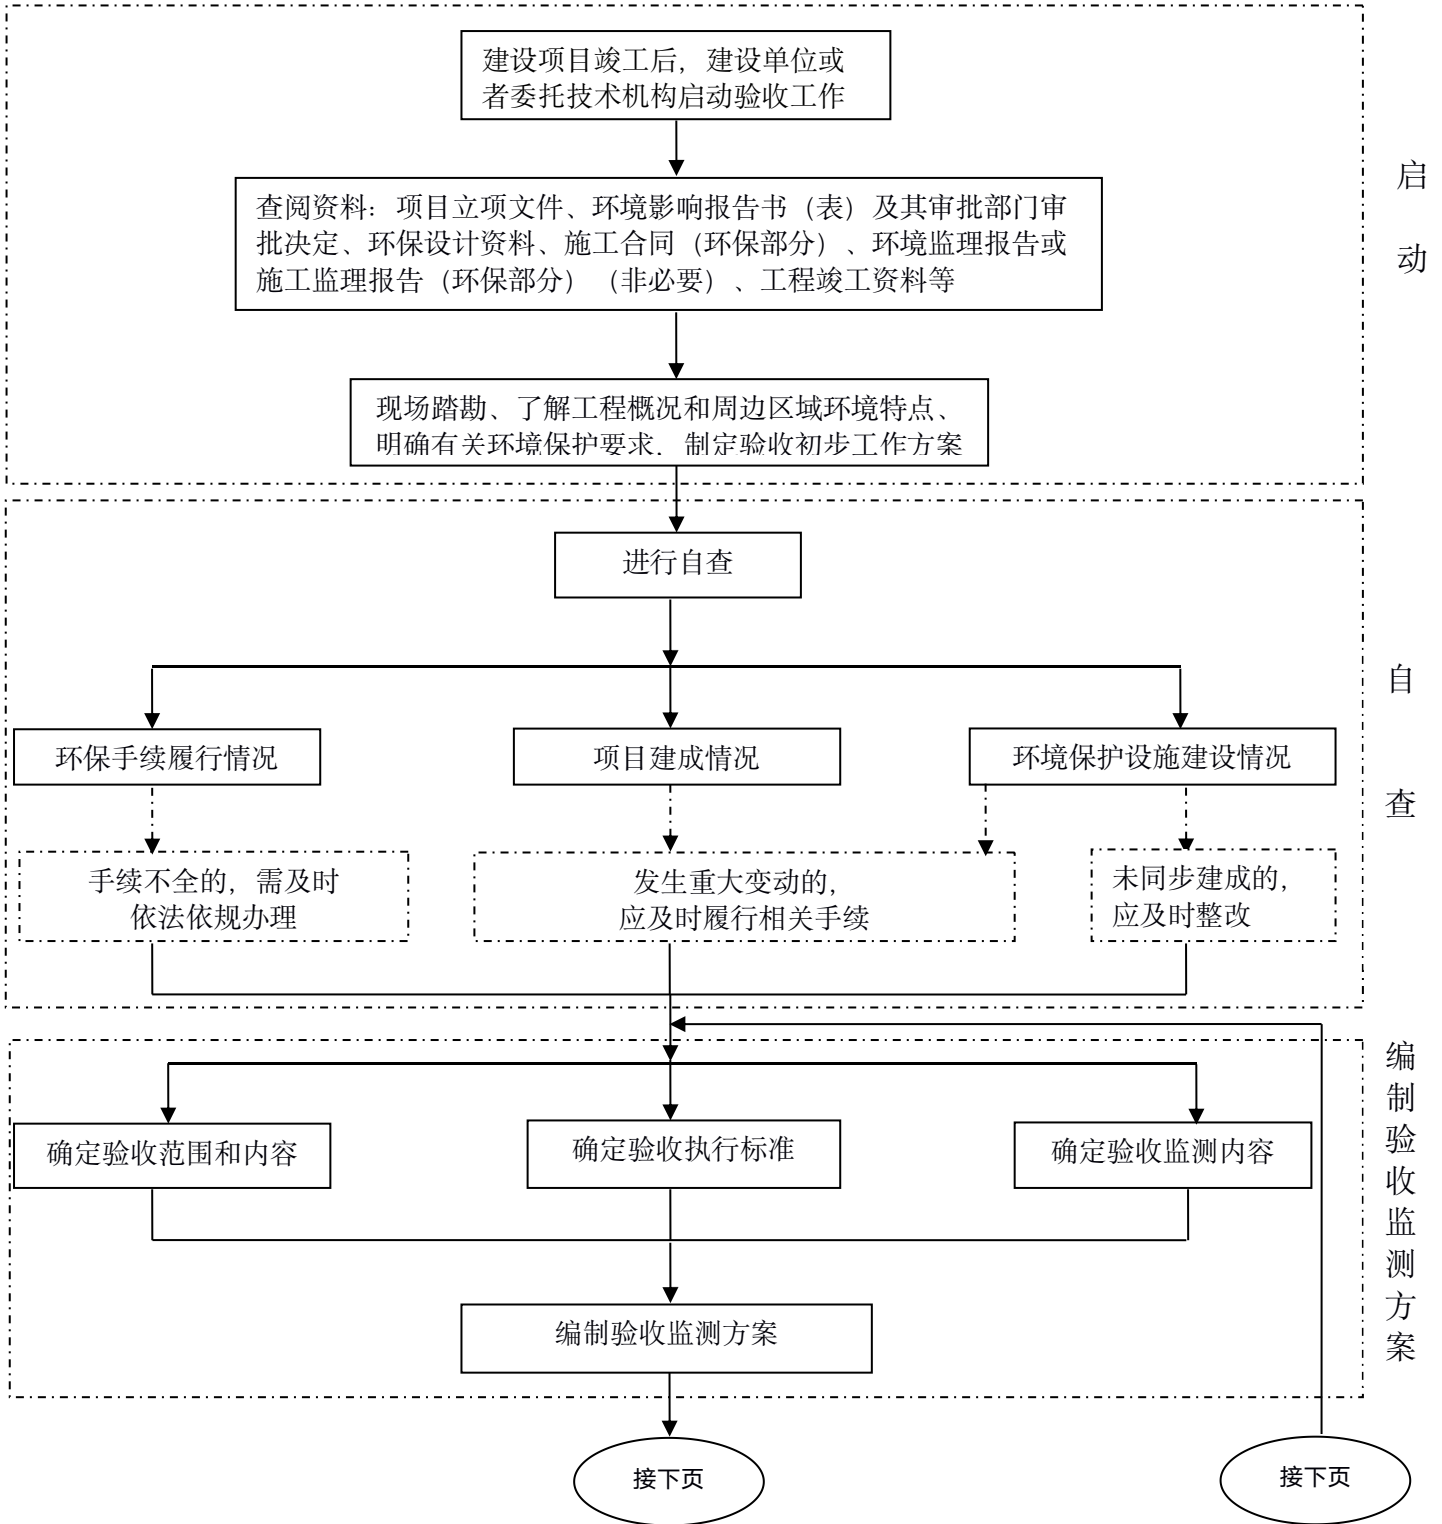 建设项目竣工后，建设单位或
者委托技术机构启动验收工作
查阅资料：项目立项文件、环境影响报告书（表）及其审批部门审
批决定、环保设计资料、施工合同（环保部分）、环境监理报告或
施工监理报告（环保部分）（非必要）、工程竣工资料等
现场踏勘、了解工程概况和周边区域环境特点、
明确有关环境保护要求，制定验收初步工作方案
启
动
进行自查
环保手续履行情况
项目建成情况
环境保护设施建设情况
手续不全的，需及时
依法依规办理
发生重大变动的，
应及时履行相关手续
未同步建成的，
应及时整改
自
查
确定验收范围和内容
确定验收执行标准
确定验收监测内容
编制验收监测方案
编
制
验
收
监
测
方
案
接下页
接下页